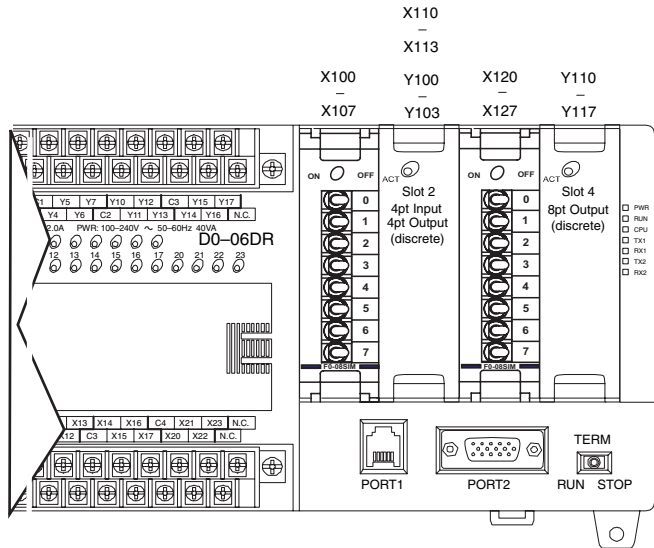 X110
–
X113
X100
–
X107
Y100
–
Y103
X120
–
X127
Y110
–
Y117
ON OFF
ACT
Slot 2
4pt Input
4pt Output
(discrete)
ON OFF
ACT
Slot 4
8pt Output
(discrete)
0
1
2
3
4
5
6
7
F0-08SIM
0
1
2
3
4
5
6
7
F0-08SIM
PWR
RUN
CPU
TX1
RX1
TX2
RX2
Y5 Y7 Y10 Y12 C3 Y15 Y17
Y4 Y6 C2 Y11 Y13 Y14 Y16 N.C.
2.0A PWR: 100-240V ~ 50-60Hz 40VA
D0–06DR
12 13 14 15 16 17 20 21 22 23
X13 X14 X16 C4 X21 X23 N.C.
X12 C3 X15 X17 X20 X22 N.C.
PORT1
PORT2
TERM
RUN STOP